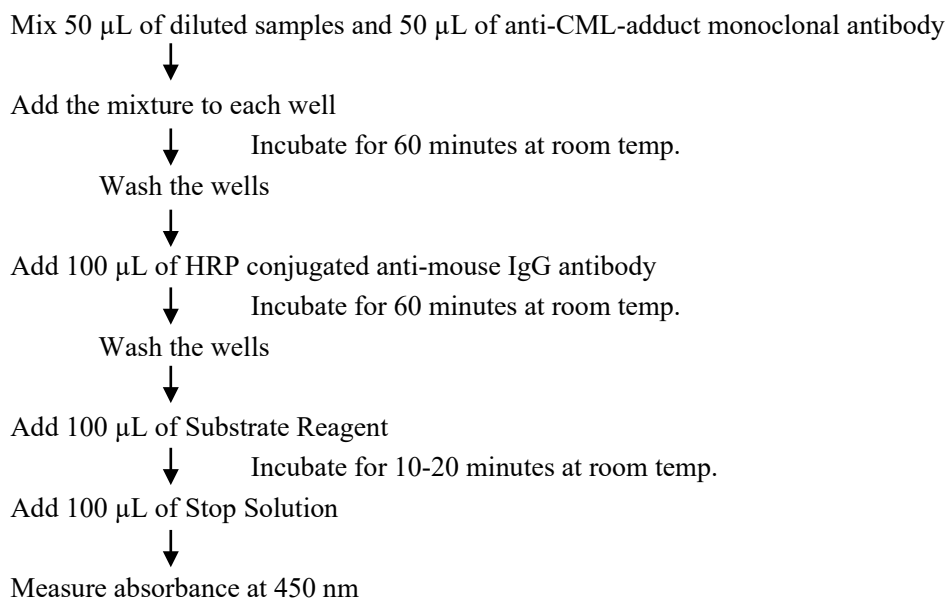 Mix 50 µL of diluted samples and 50 µL of anti-CML-adduct monoclonal antibody
Add the mixture to each well
Incubate for 60 minutes at room temp.
Wash the wells
Add 100 µL of HRP conjugated anti-mouse IgG antibody
Incubate for 60 minutes at room temp.
Wash the wells
Add 100 µL of Substrate Reagent
Incubate for 10-20 minutes at room temp.
Add 100 µL of Stop Solution
Measure absorbance at 450 nm